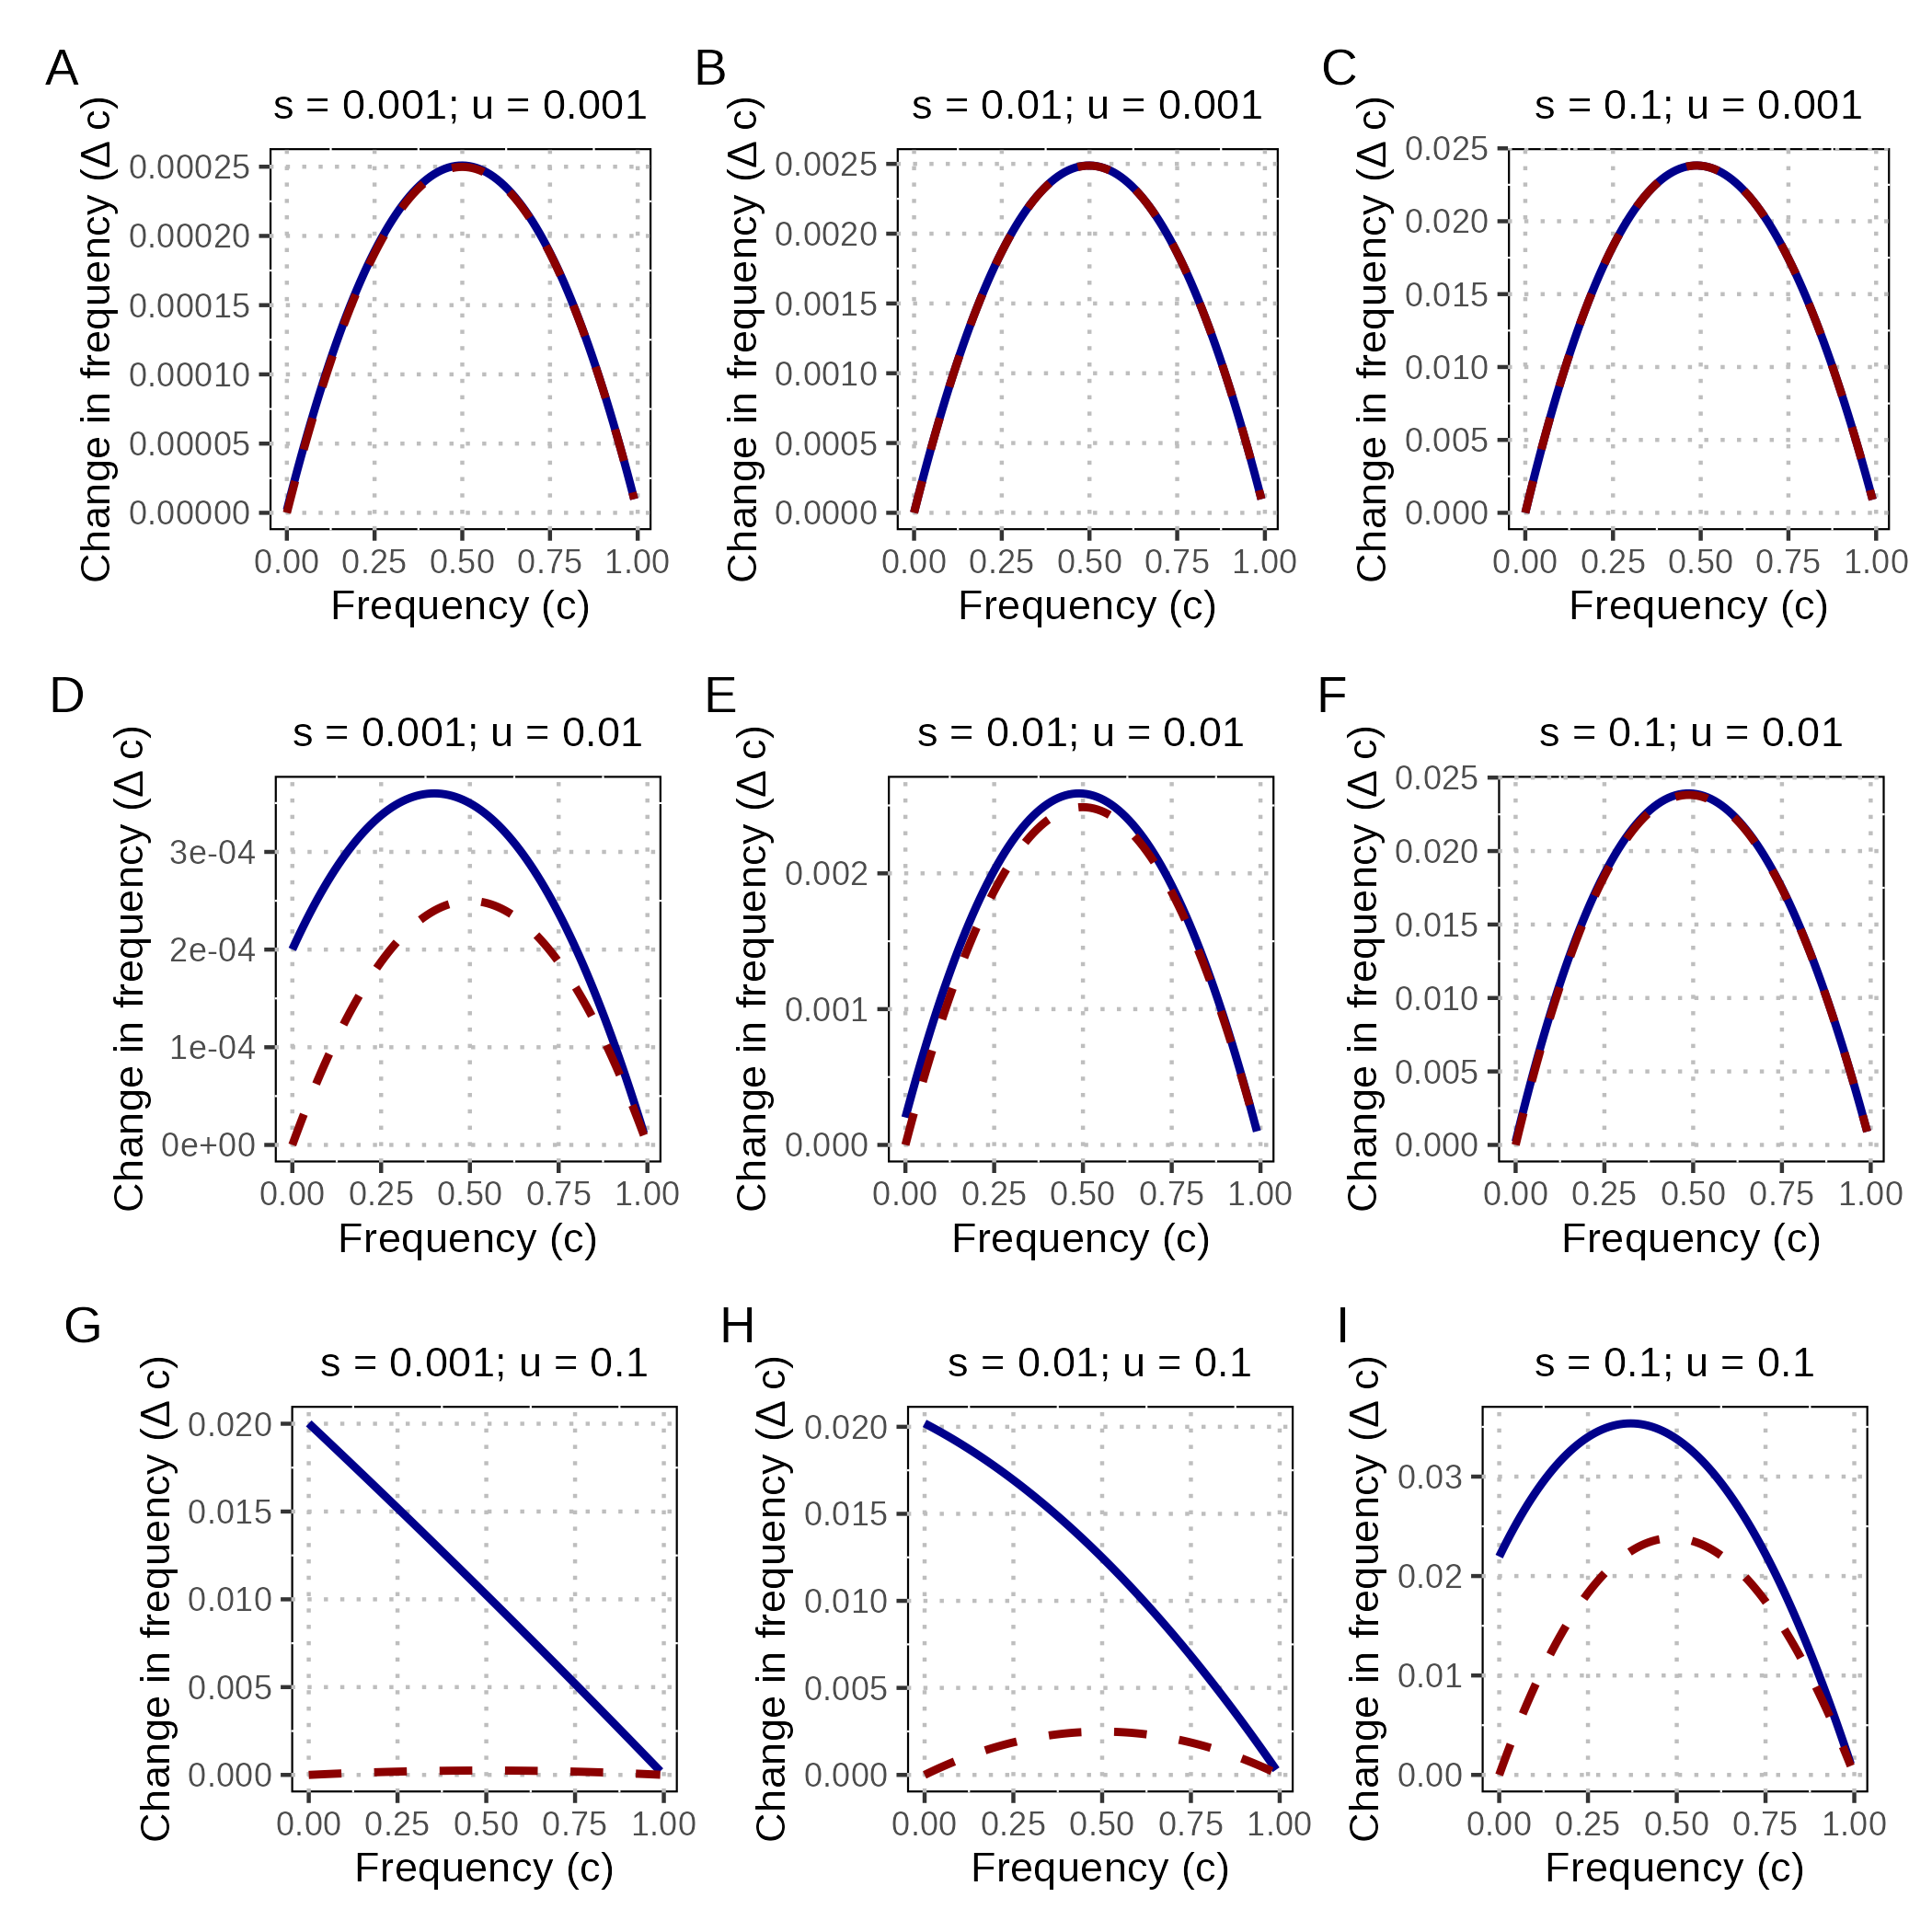 A
s = 0.001; u = 0.001
Change in frequency (Δ c)
0.00025
0.00020
0.00015
0.00010
0.00005
0.00000
0.00 0.25 0.50 0.75 1.00
Frequency (c)
B
s = 0.01; u = 0.001
Change in frequency (Δ c)
0.0025
0.0020
0.0015
0.0010
0.0005
0.0000
0.00 0.25 0.50 0.75 1.00
Frequency (c)
C
s = 0.1; u = 0.001
Change in frequency (Δ c)
0.025
0.020
0.015
0.010
0.005
0.000
0.00 0.25 0.50 0.75 1.00
Frequency (c)
D
s = 0.001; u = 0.01
Change in frequency (Δ c)
3e-04
2e-04
1e-04
0e+00
0.00 0.25 0.50 0.75 1.00
Frequency (c)
E
s = 0.01; u = 0.01
Change in frequency (Δ c)
0.002
0.001
0.000
0.00 0.25 0.50 0.75 1.00
Frequency (c)
F
s = 0.1; u = 0.01
Change in frequency (Δ c)
0.025
0.020
0.015
0.010
0.005
0.000
0.00 0.25 0.50 0.75 1.00
Frequency (c)
G
s = 0.001; u = 0.1
Change in frequency (Δ c)
0.020
0.015
0.010
0.005
0.000
0.00 0.25 0.50 0.75 1.00
Frequency (c)
H
s = 0.01; u = 0.1
Change in frequency (Δ c)
0.020
0.015
0.010
0.005
0.000
0.00 0.25 0.50 0.75 1.00
Frequency (c)
I
s = 0.1; u = 0.1
Change in frequency (Δ c)
0.03
0.02
0.01
0.00
0.00 0.25 0.50 0.75 1.00
Frequency (c)